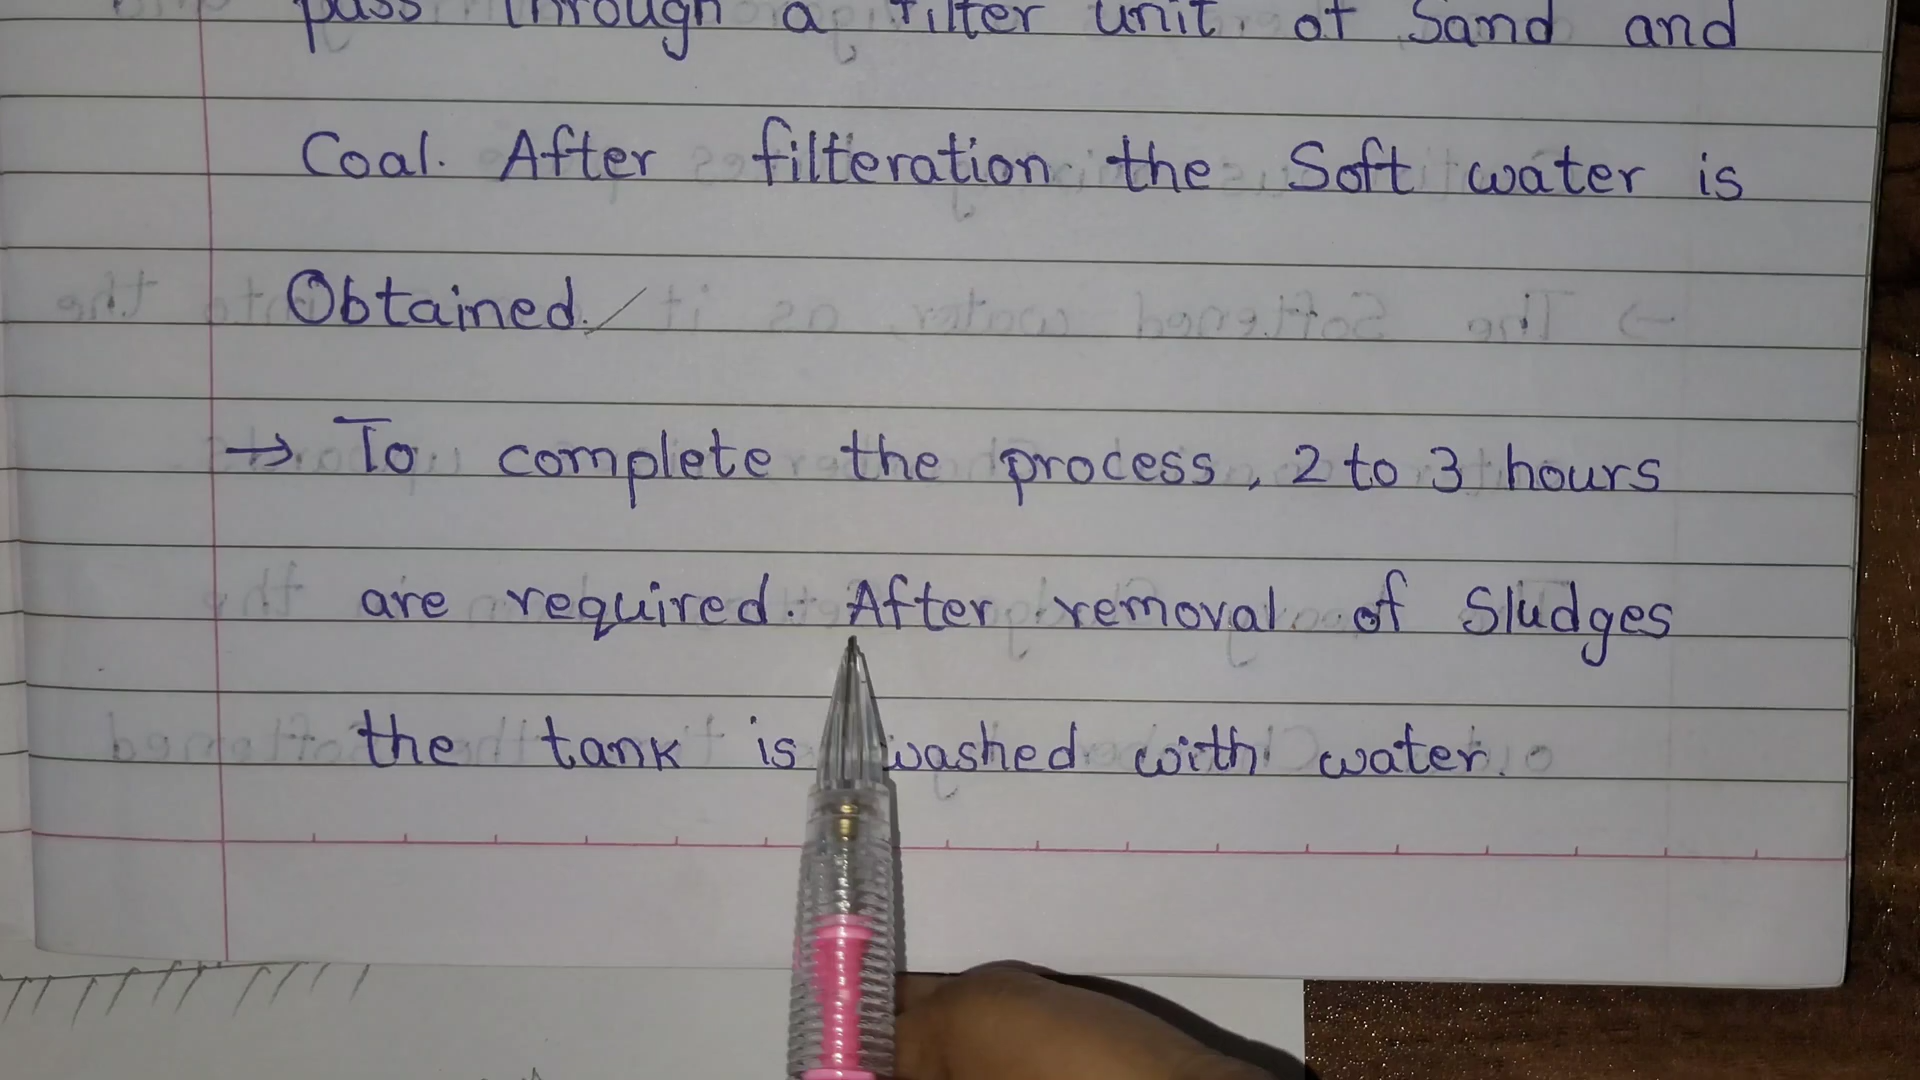 pass through a filter unit of Sand and
Coal. After filteration the Soft water is
Obtained.
→ To complete the process, 2 to 3 hours
are required. After removal of Sludges
the tank is washed with water.